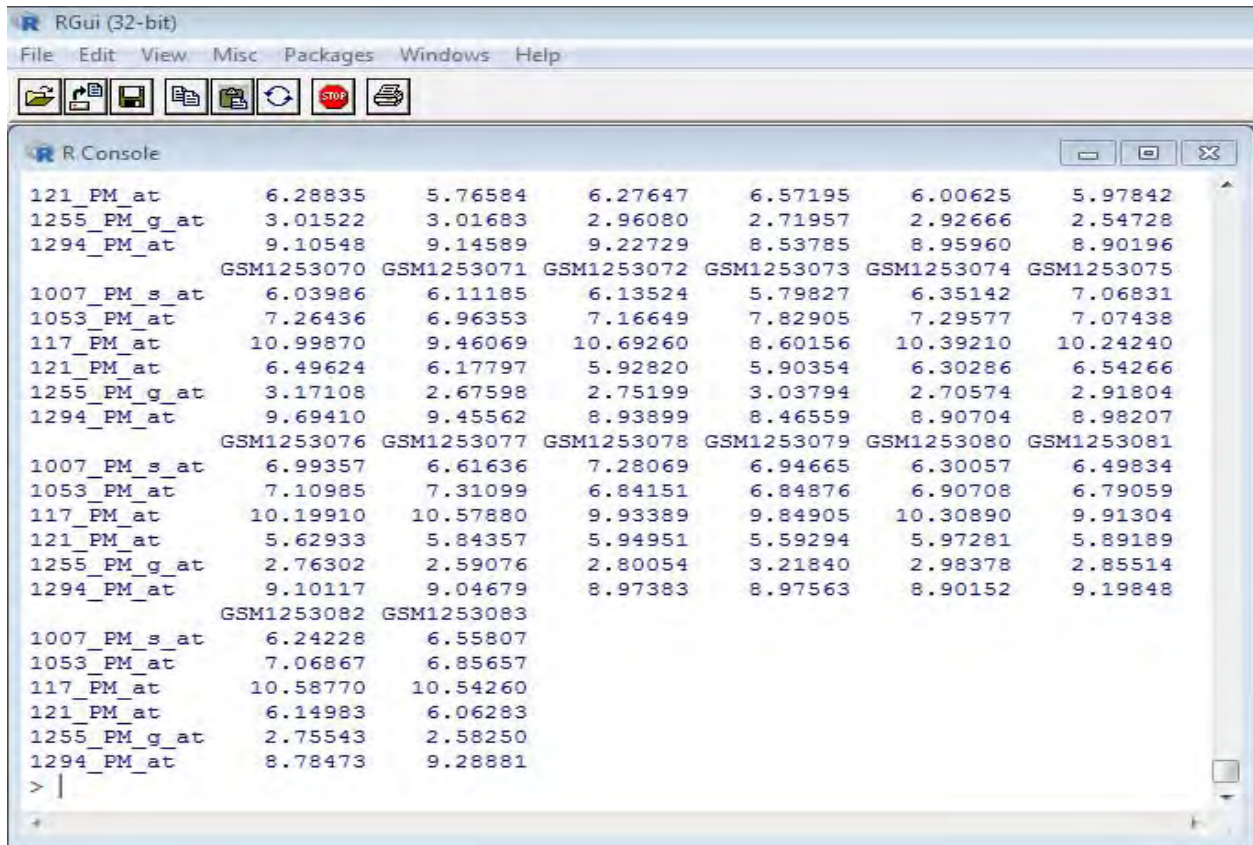 RGui (32-bit)
File Edit View Misc Packages Windows Help
STOP
R Console
121_PM_at 6.28835 5.76584 6.27647 6.57195 6.00625 5.97842
1255_PM_g_at 3.01522 3.01683 2.96080 2.71957 2.92666 2.54728
1294_PM_at 9.10548 9.14589 9.22729 8.53785 8.95960 8.90196
GSM1253070 GSM1253071 GSM1253072 GSM1253073 GSM1253074 GSM1253075
1007_PM_s_at 6.03986 6.11185 6.13524 5.79827 6.35142 7.06831
1053_PM_at 7.26436 6.96353 7.16649 7.82905 7.29577 7.07438
117_PM_at 10.99870 9.46069 10.69260 8.60156 10.39210 10.24240
121_PM_at 6.49624 6.17797 5.92820 5.90354 6.30286 6.54266
1255_PM_g_at 3.17108 2.67598 2.75199 3.03794 2.70574 2.91804
1294_PM_at 9.69410 9.45562 8.93899 8.46559 8.90704 8.98207
GSM1253076 GSM1253077 GSM1253078 GSM1253079 GSM1253080 GSM1253081
1007_PM_s_at 6.99357 6.61636 7.28069 6.94665 6.30057 6.49834
1053_PM_at 7.10985 7.31099 6.84151 6.84876 6.90708 6.79059
117_PM_at 10.19910 10.57880 9.93389 9.84905 10.30890 9.91304
121_PM_at 5.62933 5.84357 5.94951 5.59294 5.97281 5.89189
1255_PM_g_at 2.76302 2.59076 2.80054 3.21840 2.98378 2.85514
1294_PM_at 9.10117 9.04679 8.97383 8.97563 8.90152 9.19848
GSM1253082 GSM1253083
1007_PM_s_at 6.24228 6.55807
1053_PM_at 7.06867 6.85657
117_PM_at 10.58770 10.54260
121_PM_at 6.14983 6.06283
1255_PM_g_at 2.75543 2.58250
1294_PM_at 8.78473 9.28881
>